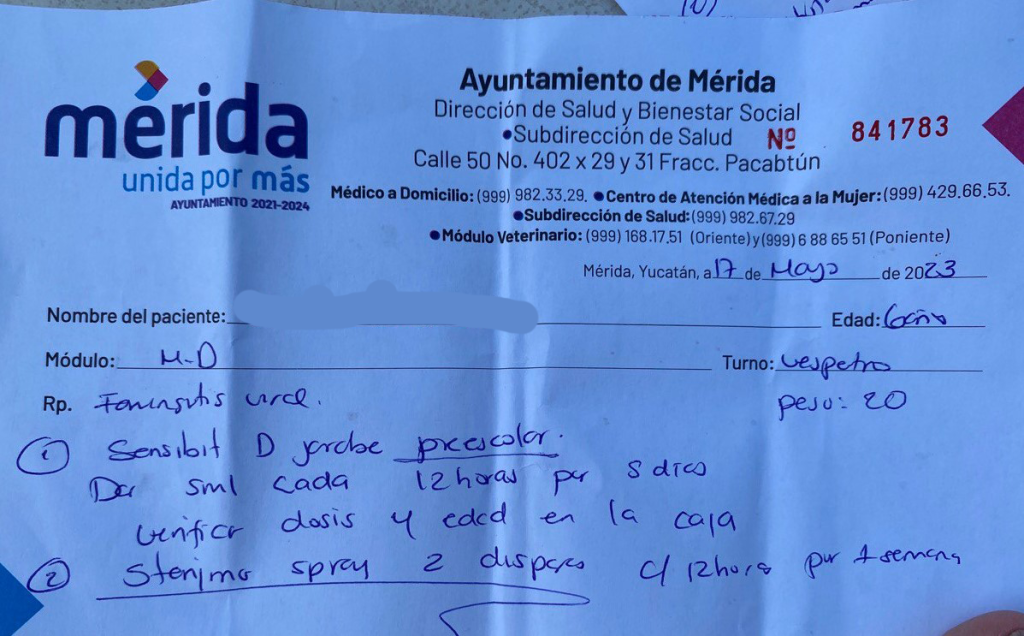 mérida
unida por más
AYUNTAMIENTO 2021-2024
Ayuntamiento de Mérida
Dirección de Salud y Bienestar Social
•Subdirección de Salud Nº 841783
Calle 50 No. 402 x 29 y 31 Fracc. Pacabtún
Médico a Domicilio: (999) 982.33.29. •Centro de Atención Médica a la Mujer: (999) 429.66.53.
•Subdirección de Salud: (999) 982.67.29
•Módulo Veterinario: (999) 168.17.51 (Oriente) y (999) 6 88 65 51 (Poniente)
Mérida, Yucatán, a 17 de Mayo de 2023
Nombre del paciente: Edad: 6año
Módulo: M-D Turno: vespetro
Rp. peso: 20
① Sensibit D jarabe preescolar.
Dar 5ml cada 12 horas por 5 dias
verificar dosis y edad en la caja
② Sterimar spray 2 disparos c/ 12 horas por 1 semana